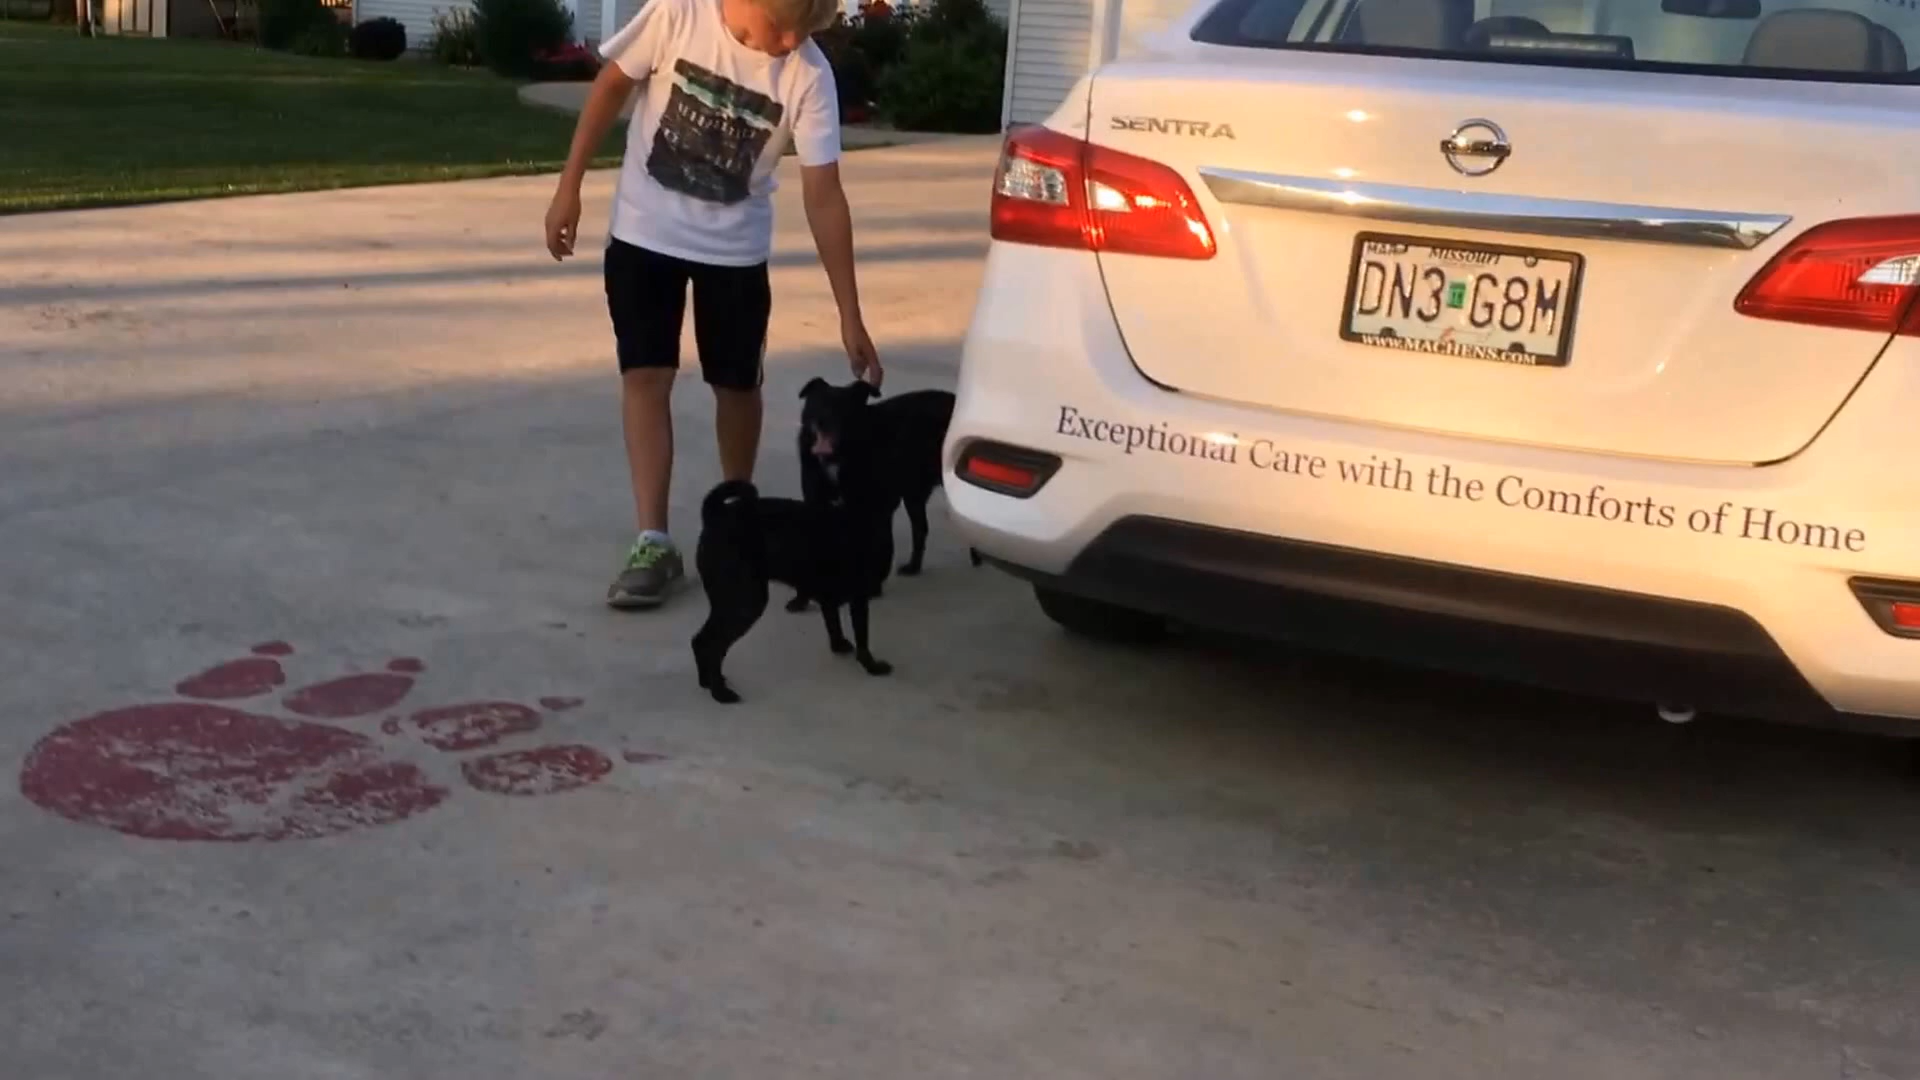 SENTRA
Missouri
DN3 G8M
WWW.MACHENS.COM
Exceptional Care with the Comforts of Home